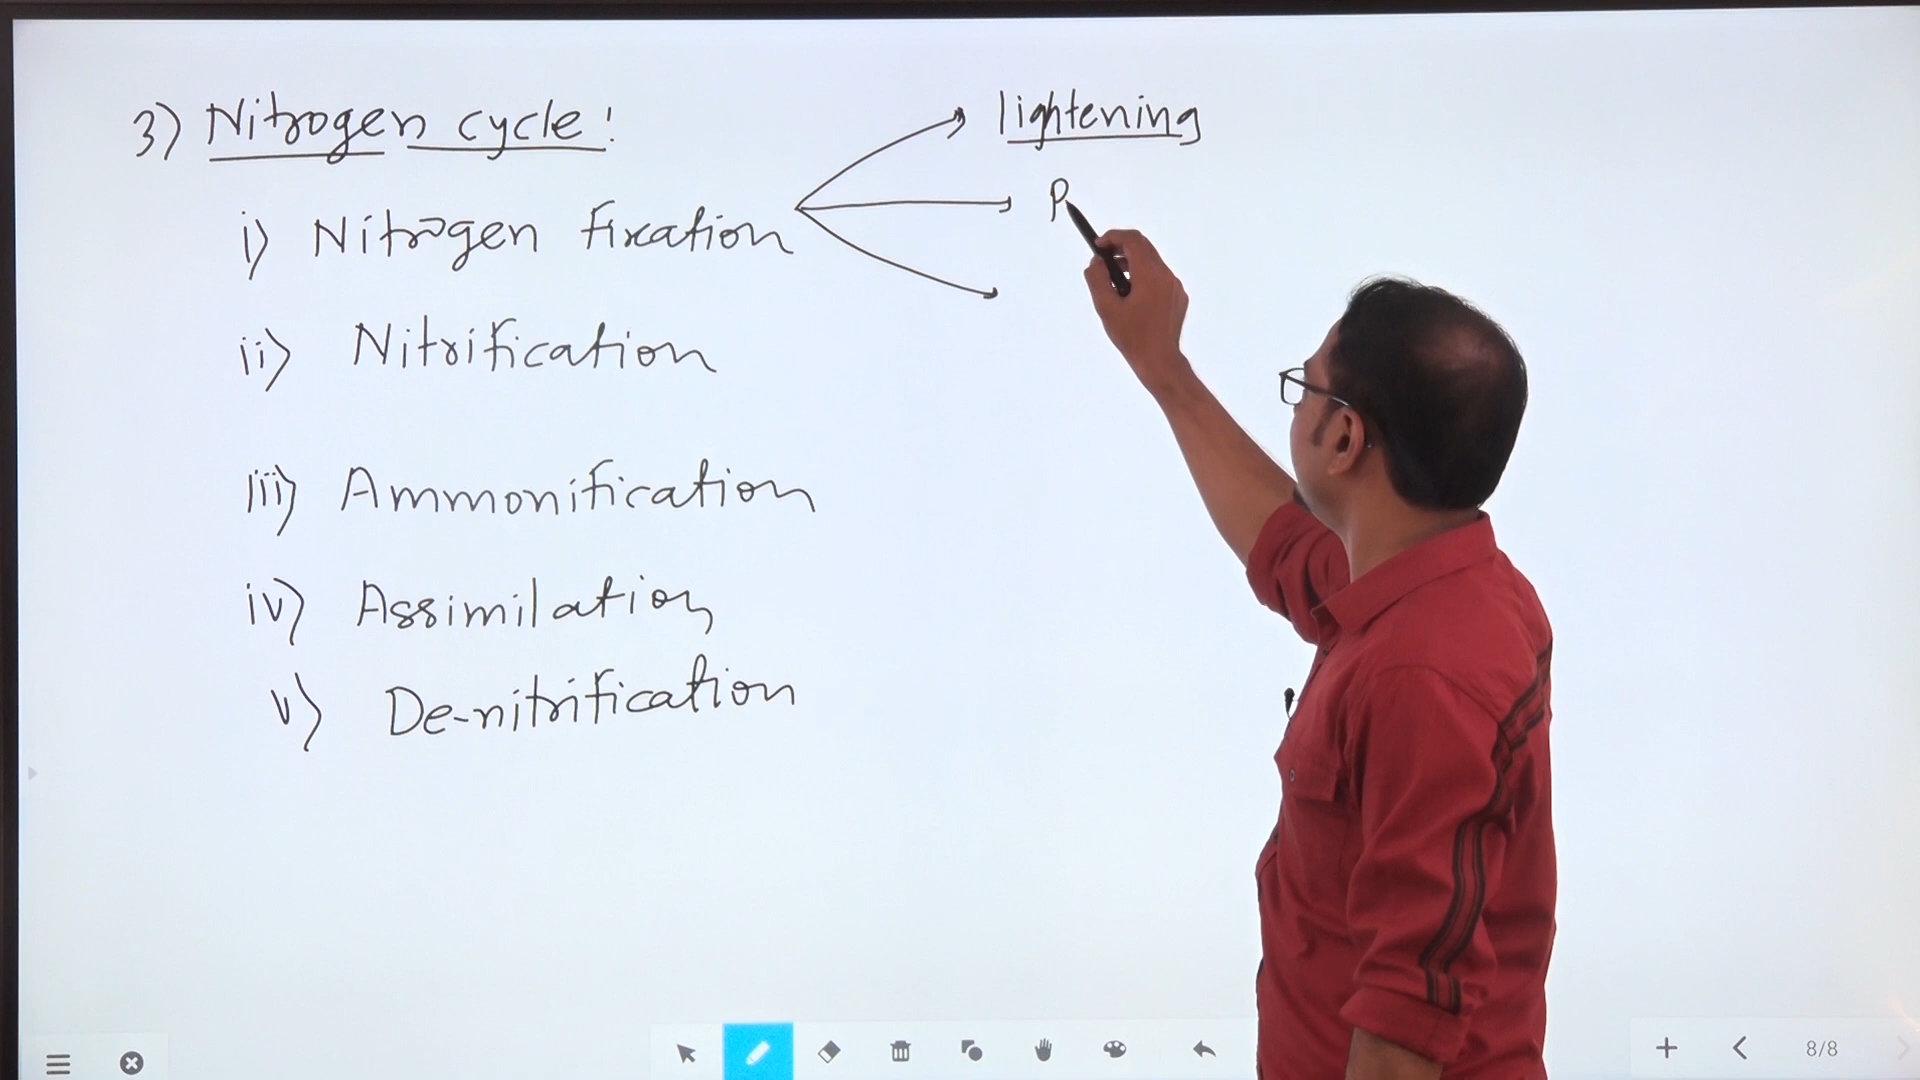 3) Nitrogen cycle:
lightening
P
i) Nitrogen fixation
ii) Nitrification
iii) Ammonification
iv) Assimilation
v) De-nitrification
8/8